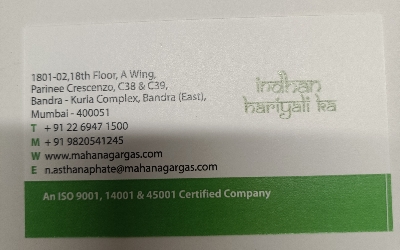 1801-02,18th Floor, A Wing,
Parinee Crescenzo, C38 & C39,
Bandra - Kurla Complex, Bandra (East),
Mumbai - 400051
T + 91 22 6947 1500
M + 91 9820541245
W www.mahanagargas.com
E n.asthanaphate@mahanagargas.com
indhan
hariyali ka
An ISO 9001, 14001 & 45001 Certified Company